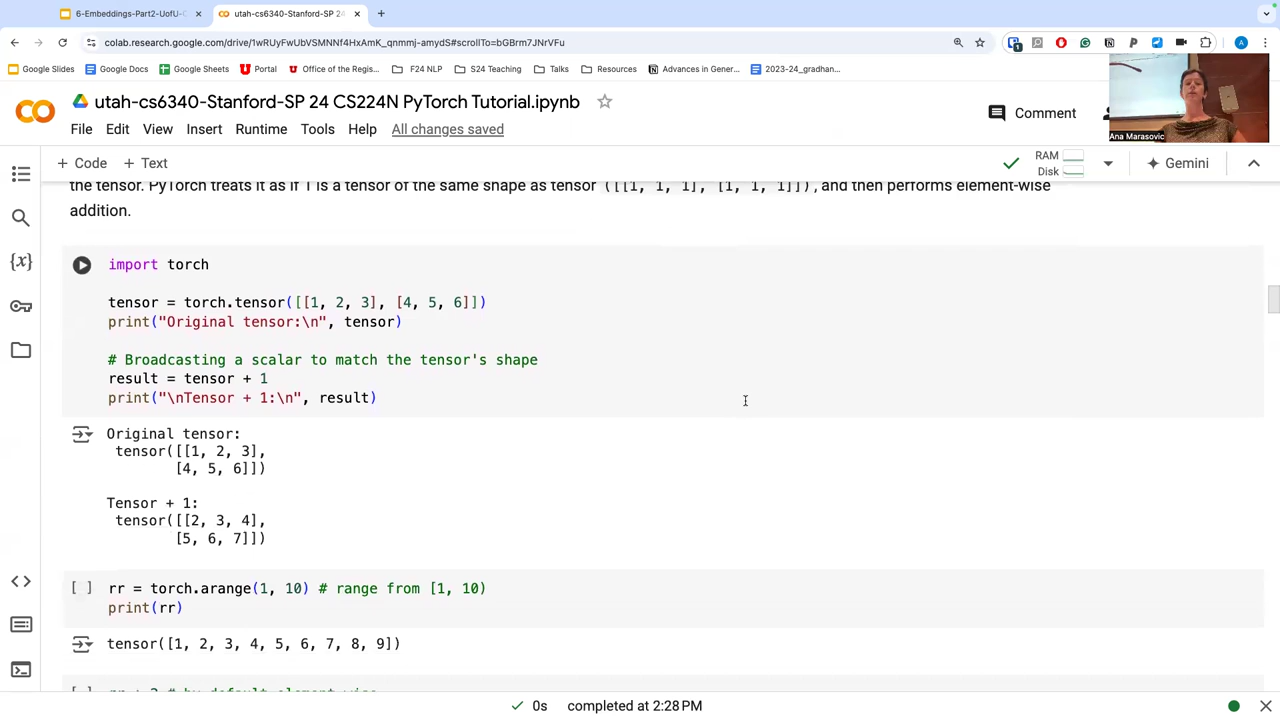 6-Embeddings-Part2-UofU-C
utah-cs6340-Stanford-SP 24
colab.research.google.com/drive/1wRUyFwUbVSMNNf4HxAmK_qnmmj-amydS#scrollTo=bGBrm7JNrVFu
Google Slides
Google Docs
Google Sheets
Portal
Office of the Regis...
F24 NLP
S24 Teaching
Talks
Resources
Advances in Gener...
2023-24_gradhan...
utah-cs6340-Stanford-SP 24 CS224N PyTorch Tutorial.ipynb
Comment
Ana Marasovic
File Edit View Insert Runtime Tools Help All changes saved
+ Code + Text
RAM
Disk
Gemini
the tensor. PyTorch treats it as if 1 is a tensor of the same shape as tensor ([[1, 1, 1], [1, 1, 1]]), and then performs element-wise
addition.
import torch
tensor = torch.tensor([[1, 2, 3], [4, 5, 6]])
print("Original tensor:\n", tensor)
# Broadcasting a scalar to match the tensor's shape
result = tensor + 1
print("\nTensor + 1:\n", result)
Original tensor:
tensor([[1, 2, 3],
[4, 5, 6]])
Tensor + 1:
tensor([[2, 3, 4],
[5, 6, 7]])
[ ] rr = torch.arange(1, 10) # range from [1, 10)
print(rr)
tensor([1, 2, 3, 4, 5, 6, 7, 8, 9])
0s completed at 2:28 PM